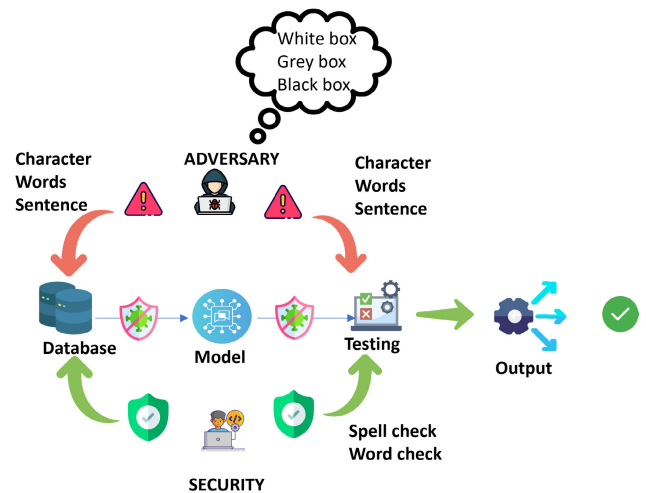 White box
Grey box
Black box
ADVERSARY
Character
Words
Sentence
Character
Words
Sentence
Database
Model
Testing
Output
Spell check
Word check
SECURITY